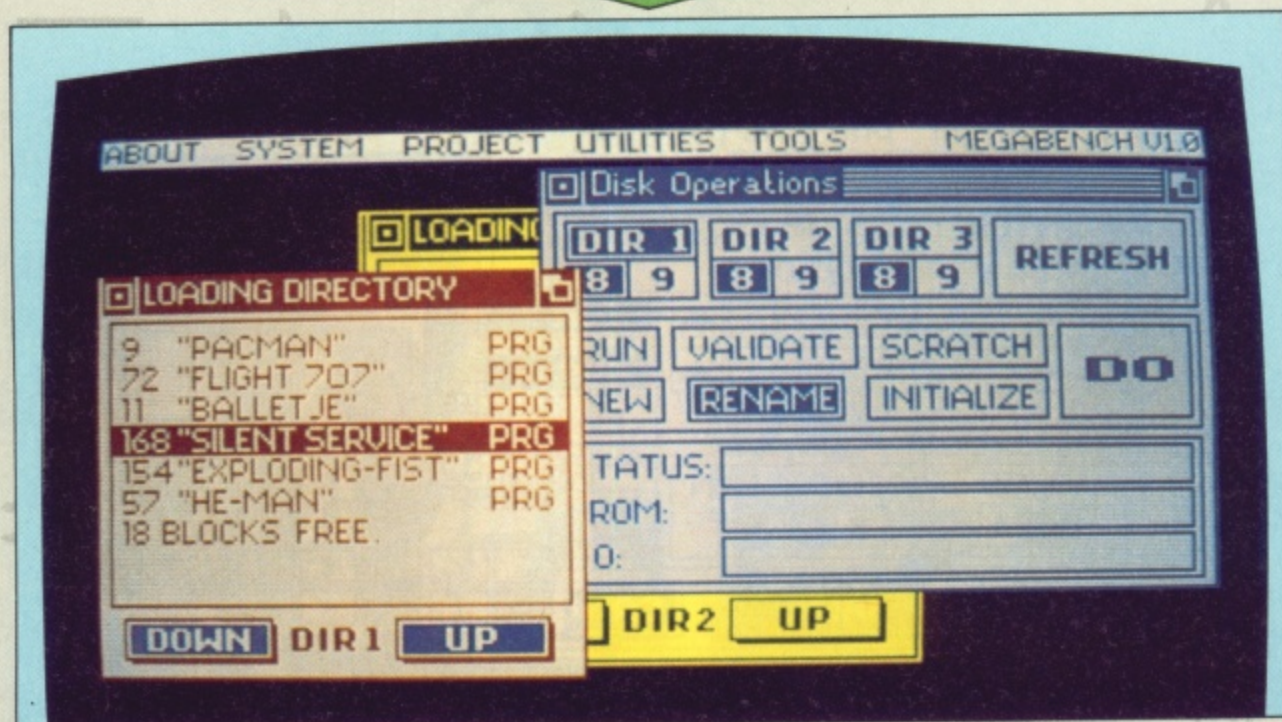 ABOUT SYSTEM PROJECT UTILITIES TOOLS MEGABENCH V1.0
Disk Operations
LOADING
DIR 1 DIR 2 DIR 3 REFRESH
8 9 8 9 8 9
LOADING DIRECTORY
9 "PACMAN" PRG
72 "FLIGHT 707" PRG
11 "BALLETJE" PRG
168 "SILENT SERVICE" PRG
154 "EXPLODING-FIST" PRG
57 "HE-MAN" PRG
18 BLOCKS FREE.
DOWN DIR 1 UP
RUN VALIDATE SCRATCH DO
NEW RENAME INITIALIZE
TATUS:
ROM:
O:
DIR2 UP